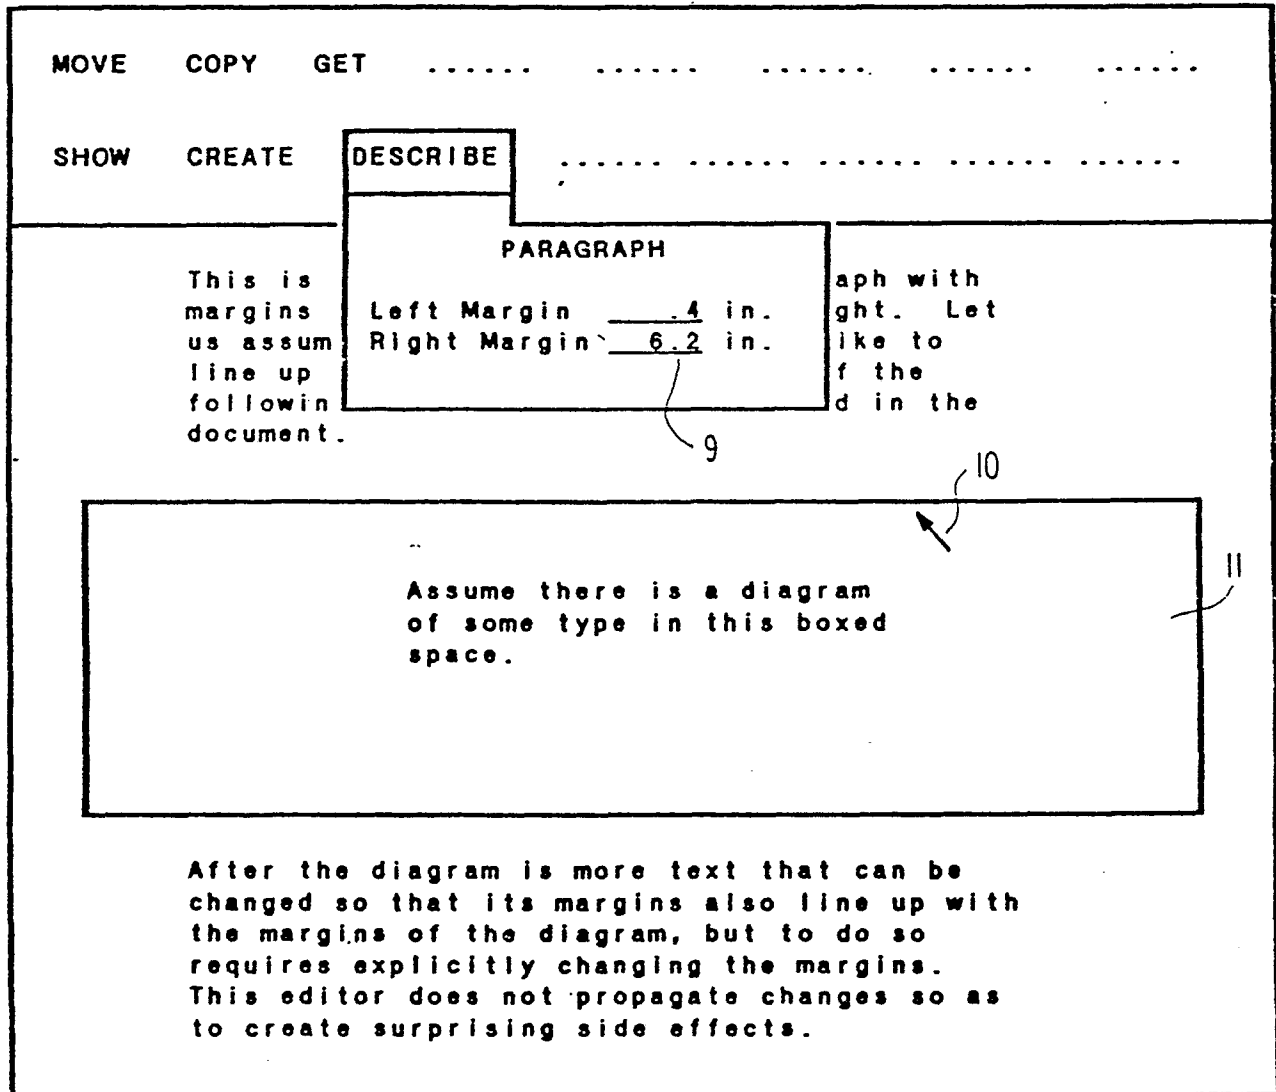 MOVE COPY GET ...... ...... ...... ...... ......
SHOW CREATE DESCRIBE ...... ...... ...... ...... ......
PARAGRAPH
This is aph with
margins Left Margin .4 in. ght. Let
us assum Right Margin 6.2 in. ike to
line up f the
followin d in the
document.
9
10
Assume there is a diagram
of some type in this boxed
space.
11
After the diagram is more text that can be
changed so that its margins also line up with
the margins of the diagram, but to do so
requires explicitly changing the margins.
This editor does not propagate changes so as
to create surprising side effects.